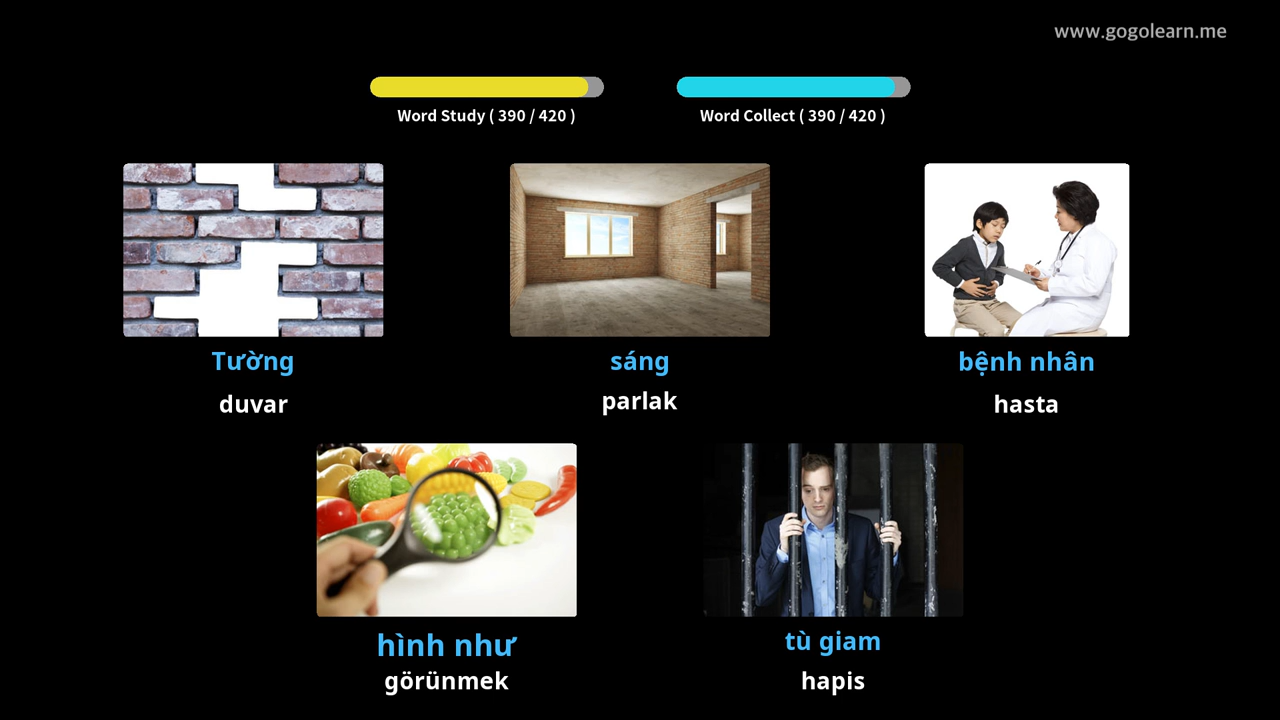 www.gogolearn.me
Word Study ( 390 / 420 )
Word Collect ( 390 / 420 )
Tường
duvar
sáng
parlak
bệnh nhân
hasta
hình như
görünmek
tù giam
hapis